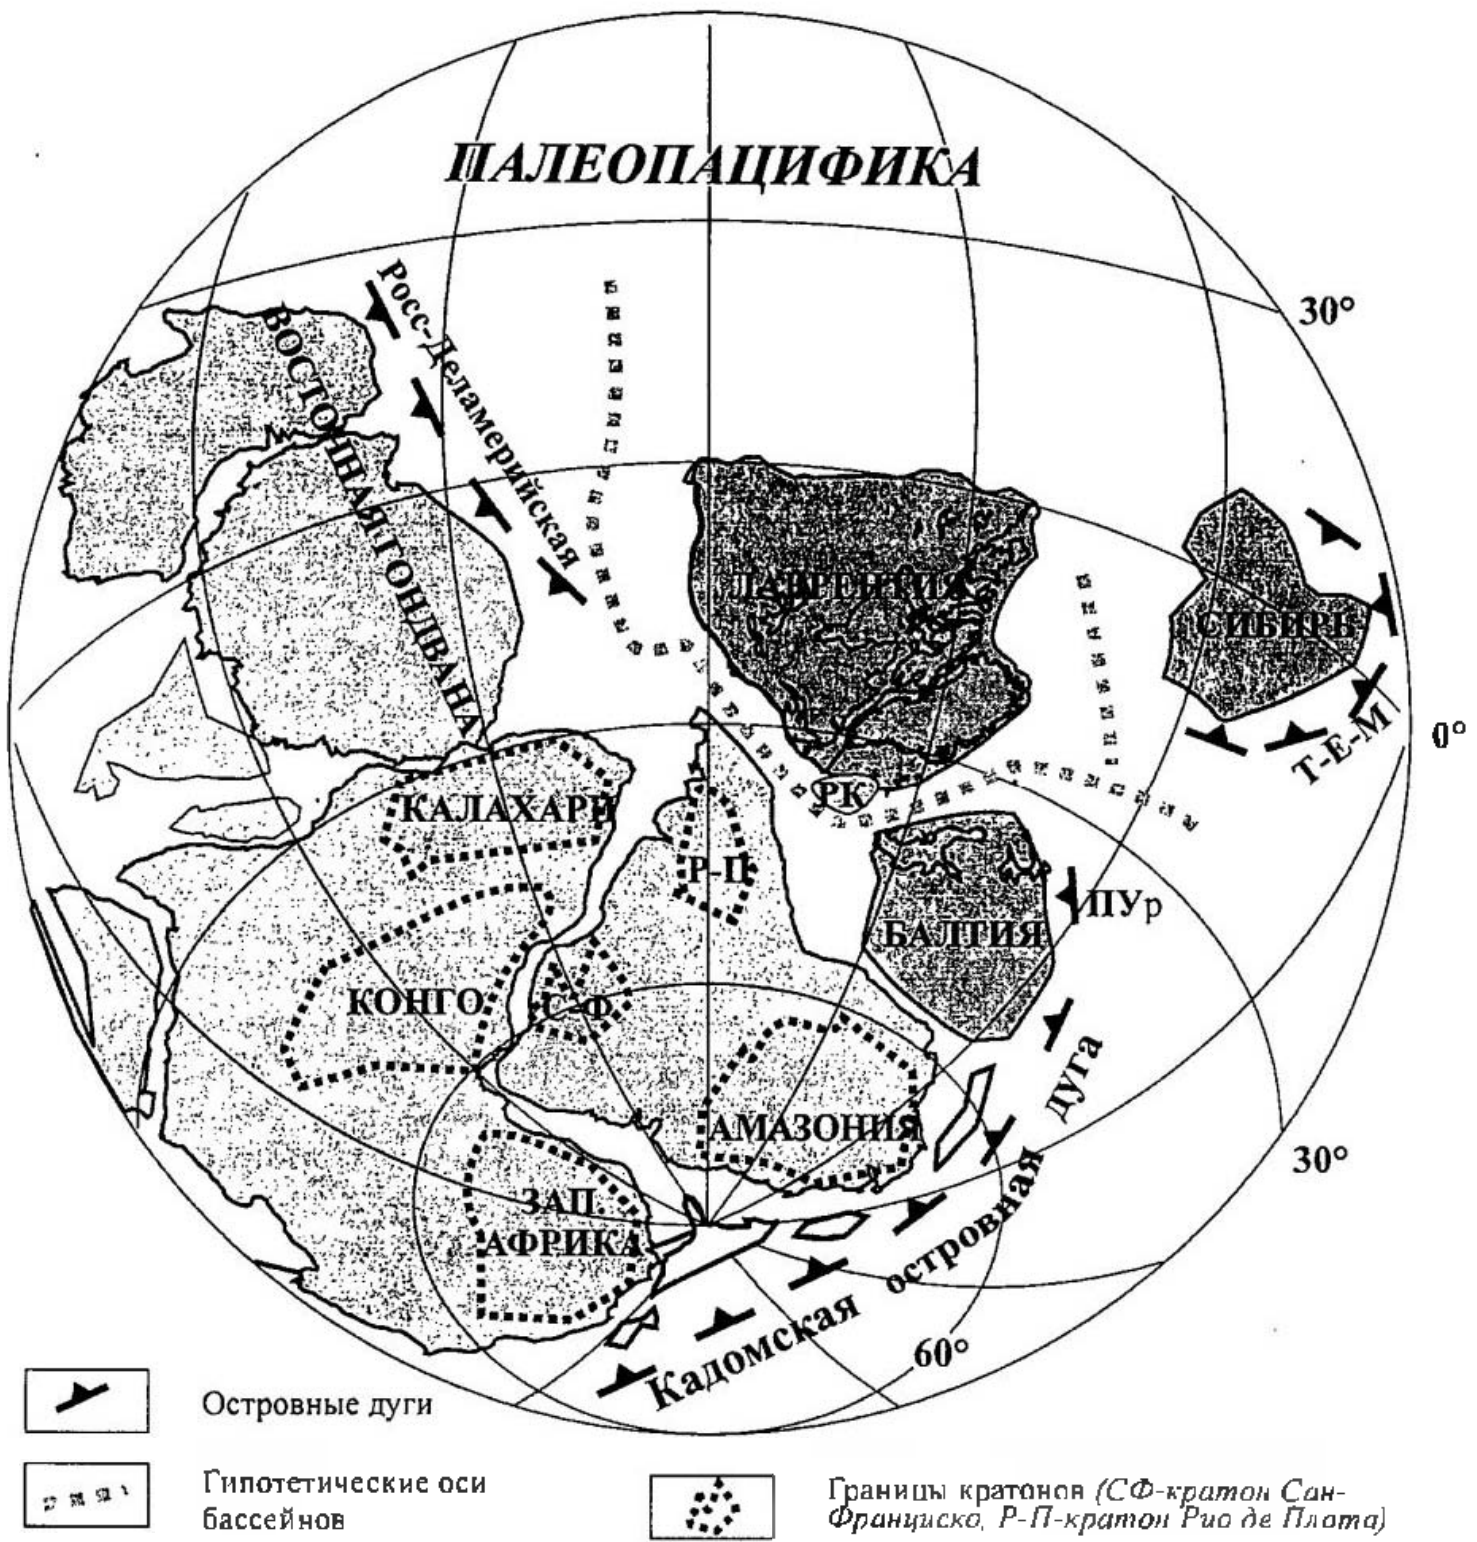 ПАЛЕОПАЦИФИКА
30°
Росс-Деламерийская
ВОСТОЧНАЯ ГОНДВАНА
ЛАВРЕНТИЯ
СИБИРЬ
0°
Т-Е-М
КАЛАХАРИ
РК
Р-П
ПУр
БАЛТИЯ
КОНГО
С-Ф
АМАЗОНИЯ
30°
ЗАП.
АФРИКА
Кадомская островная дуга
60°
Островные дуги
Гипотетические оси
бассейнов
Границы кратонов (СФ-кратон Сан-
Франциско, Р-П-кратон Рио де Плата)